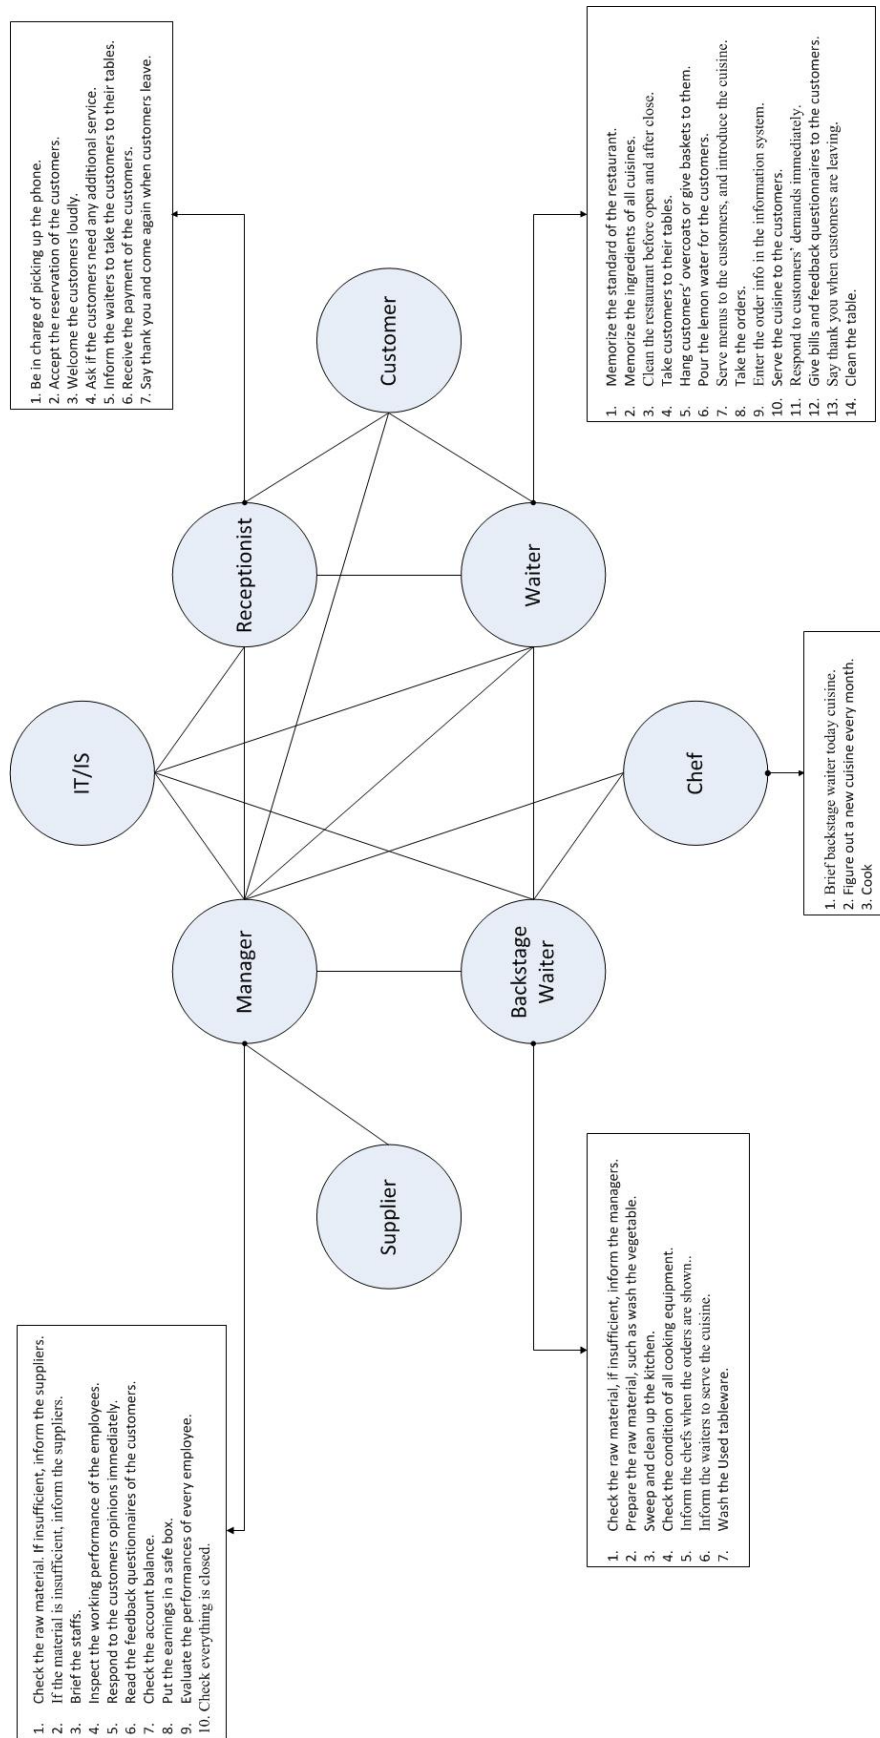 1. Check the raw material. If insufficient, inform the suppliers.
2. If the material is insufficient, inform the suppliers.
3. Brief the staffs.
4. Inspect the working performance of the employees.
5. Respond to the customers opinions immediately.
6. Read the feedback questionnaires of the customers.
7. Check the account balance.
8. Put the earnings in a safe box.
9. Evaluate the performances of every employee.
10. Check everything is closed.
IT/IS
1. Be in charge of picking up the phone.
2. Accept the reservation of the customers.
3. Welcome the customers loudly.
4. Ask if the customers need any additional service.
5. Inform the waiters to take the customers to their tables.
6. Receive the payment of the customers.
7. Say thank you and come again when customers leave.
Manager
Receptionist
Supplier
Customer
Backstage
Waiter
Waiter
1. Check the raw material, if insufficient, inform the managers.
2. Prepare the raw material, such as wash the vegetable.
3. Sweep and clean up the kitchen.
4. Check the condition of all cooking equipment.
5. Inform the chefs when the orders are shown..
6. Inform the waiters to serve the cuisine.
7. Wash the Used tableware.
Chef
1. Memorize the standard of the restaurant.
2. Memorize the ingredients of all cuisines.
3. Clean the restaurant before open and after close.
4. Take customers to their tables.
5. Hang customers' overcoats or give baskets to them.
6. Pour the lemon water for the customers.
7. Serve menus to the customers, and introduce the cuisine.
8. Take the orders.
9. Enter the order info in the information system.
10. Serve the cuisine to the customers.
11. Respond to customers' demands immediately.
12. Give bills and feedback questionnaires to the customers.
13. Say thank you when customers are leaving.
14. Clean the table.
1. Brief backstage waiter today cuisine.
2. Figure out a new cuisine every month.
3. Cook